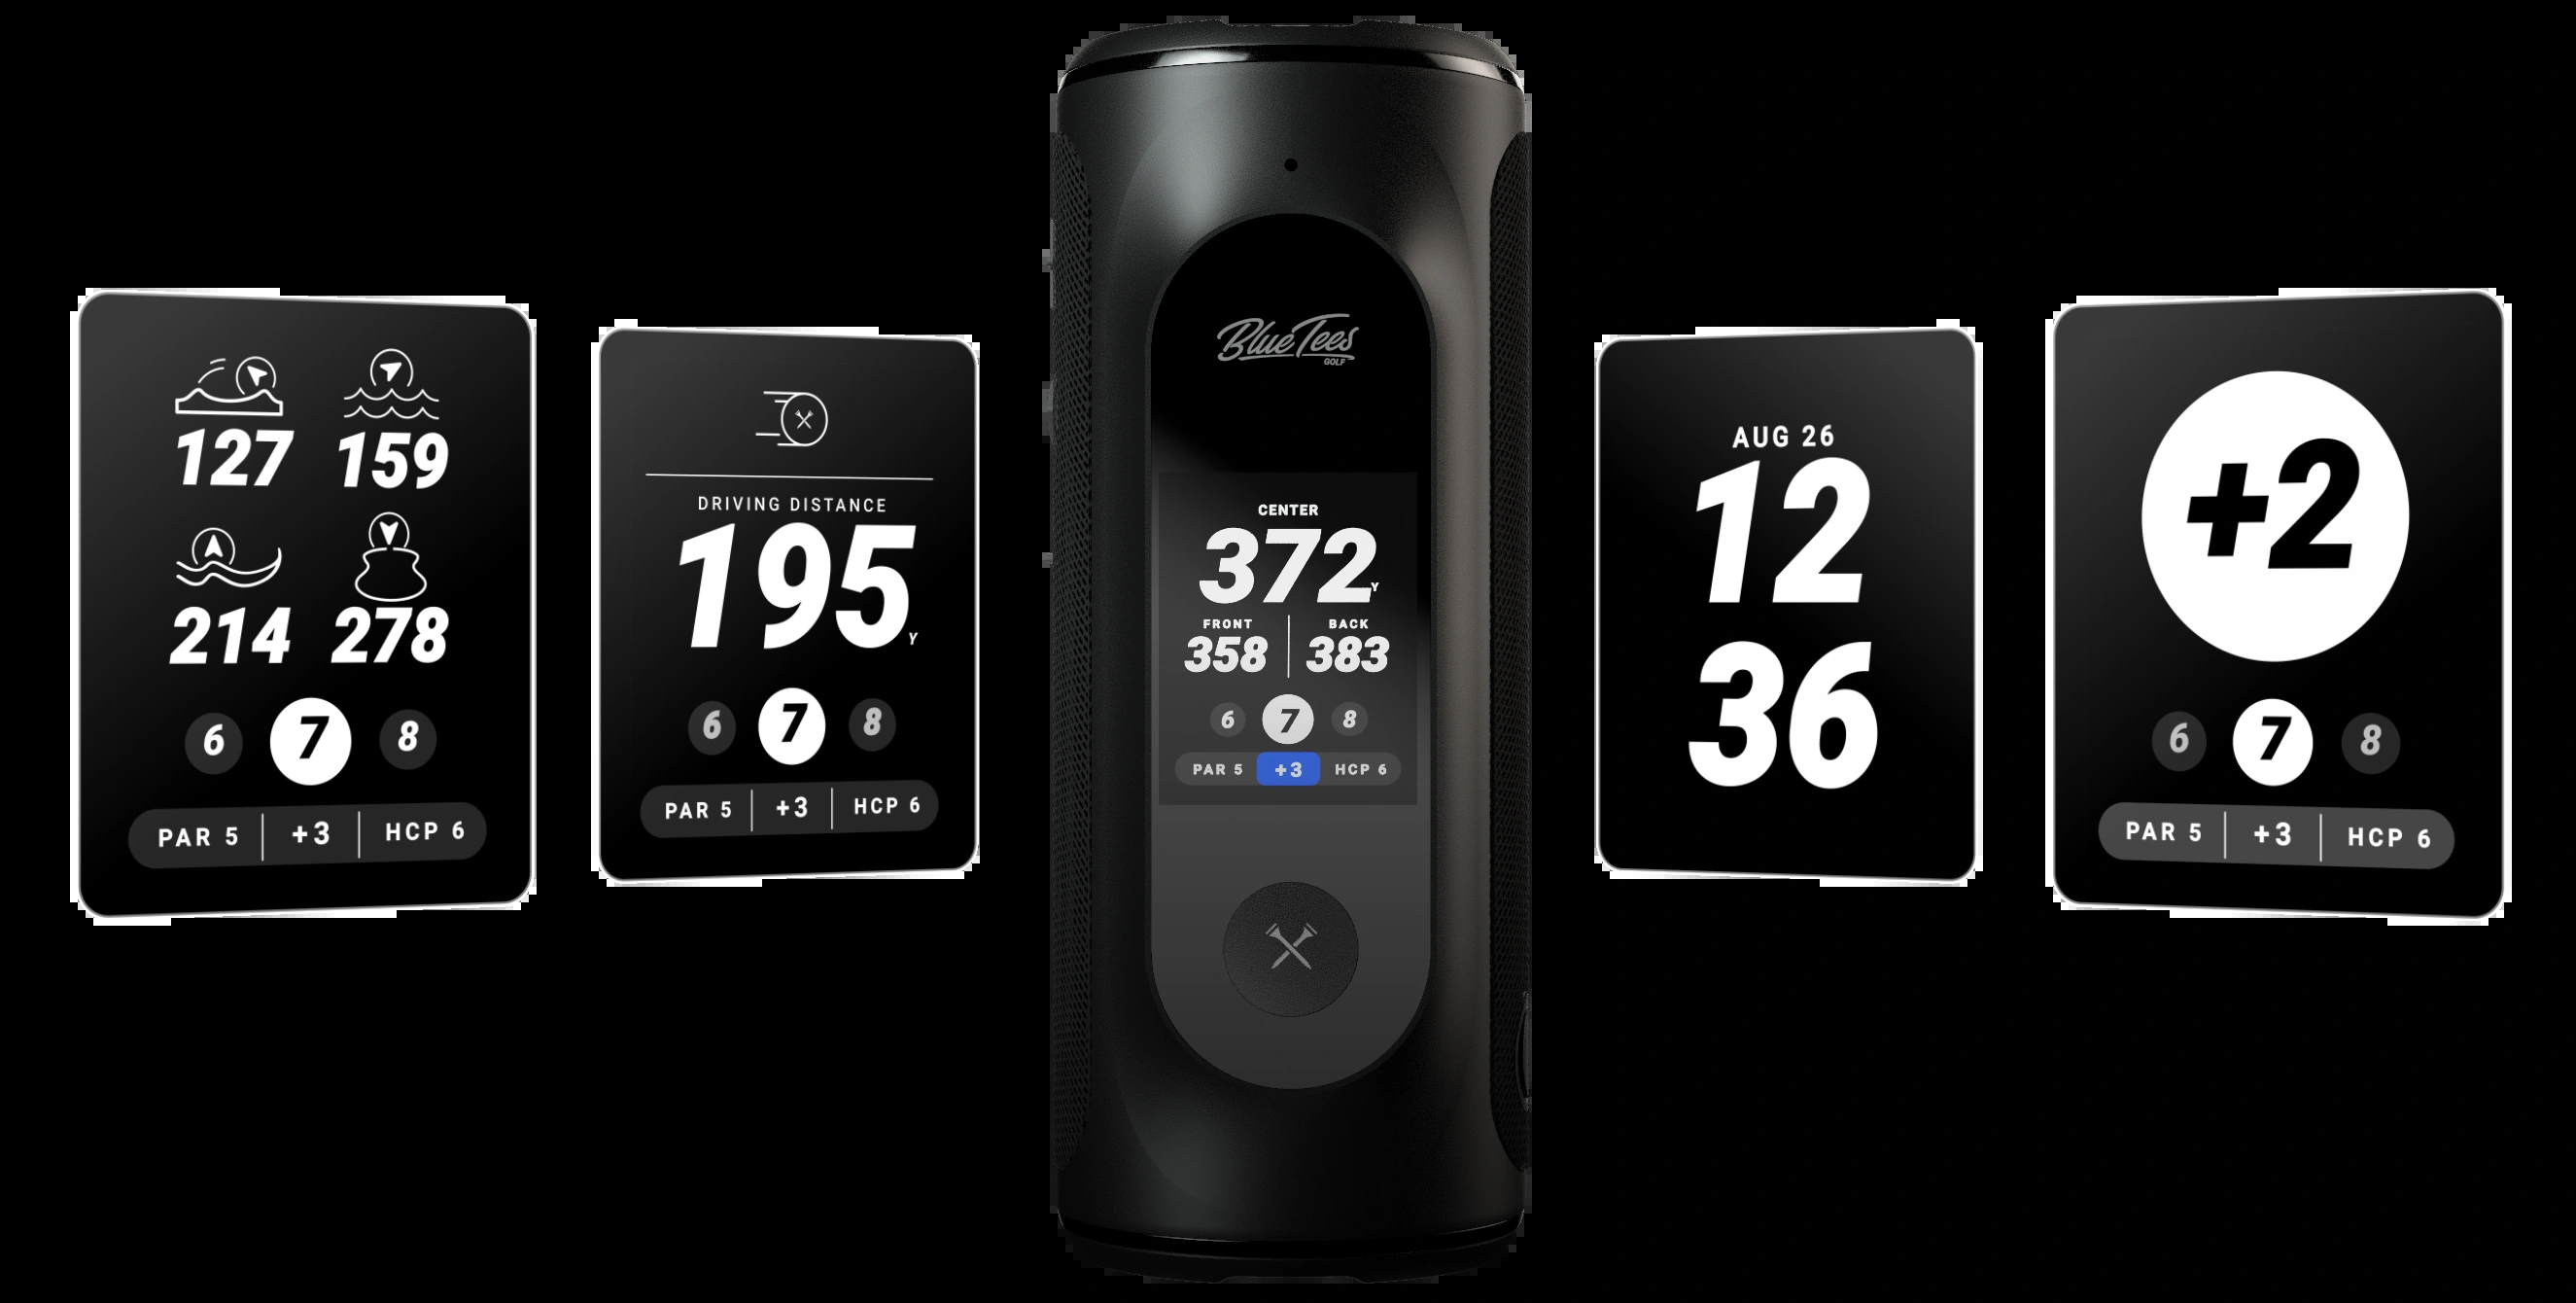 127 159
214 278
6 7 8
PAR 5 +3 HCP 6
DRIVING DISTANCE
195Y
6 7 8
PAR 5 +3 HCP 6
Blue Tees
GOLF
CENTER
372Y
FRONT BACK
358 383
6 7 8
PAR 5 +3 HCP 6
AUG 26
12
36
+2
6 7 8
PAR 5 +3 HCP 6